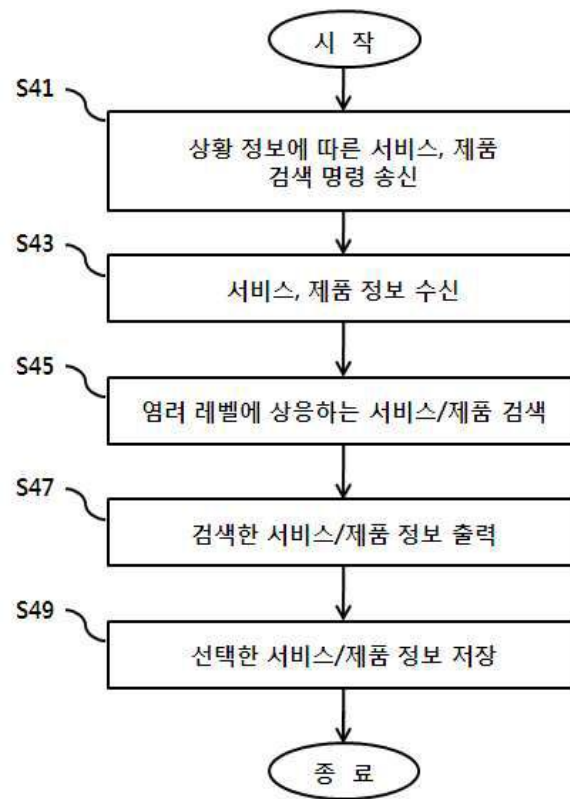 시 작
S41
상황 정보에 따른 서비스, 제품
검색 명령 송신
S43
서비스, 제품 정보 수신
S45
염려 레벨에 상응하는 서비스/제품 검색
S47
검색한 서비스/제품 정보 출력
S49
선택한 서비스/제품 정보 저장
종 료